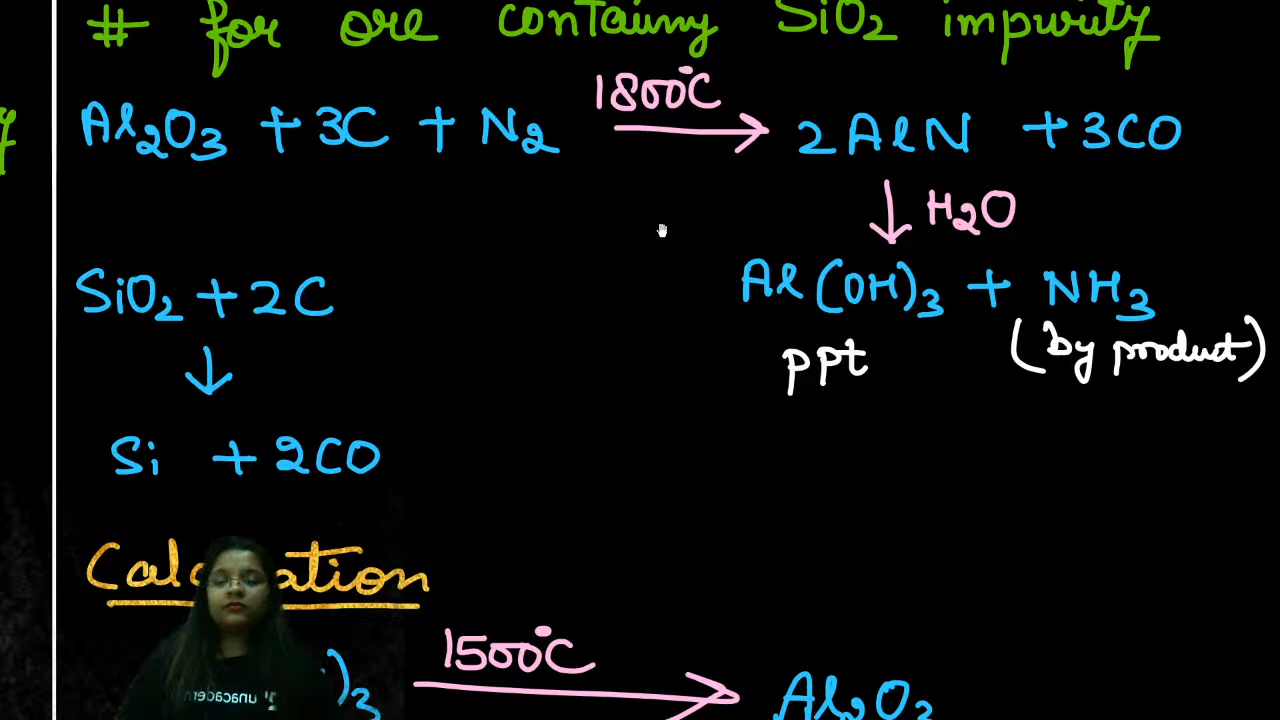 # for ore containing SiO2 impurity
Al2O3 + 3C + N2 1800°C 2AlN + 3CO
↓ H2O
SiO2 + 2C Al(OH)3 + NH3
ppt (by product)
↓
Si + 2CO
1500°C
)3 Al2O3